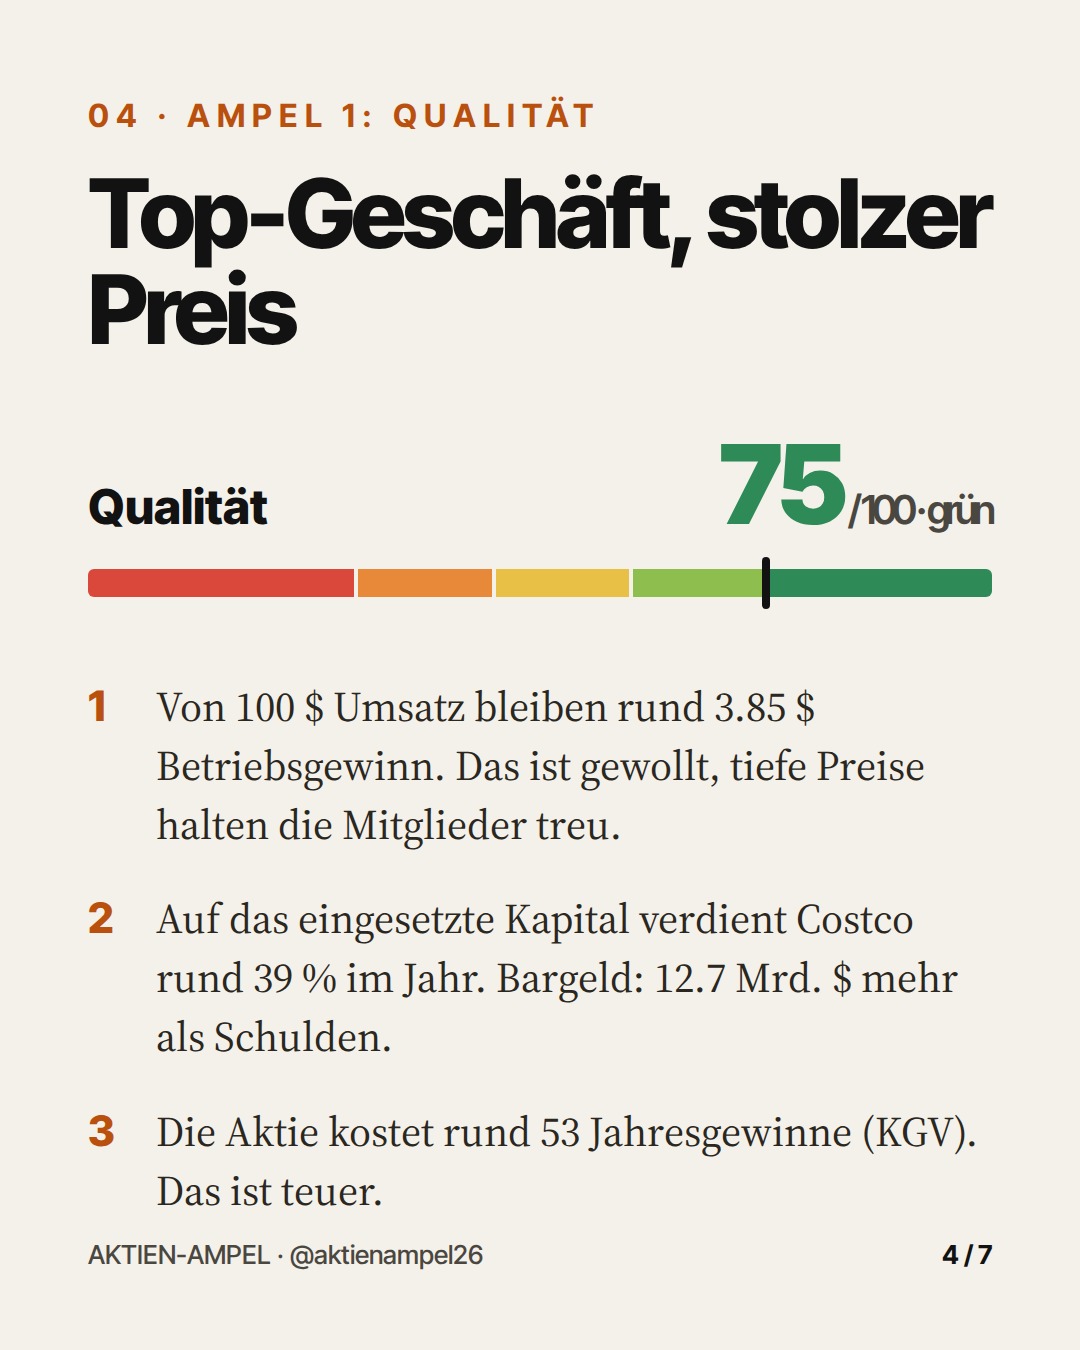 04 · AMPEL 1: QUALITÄT
Top-Geschäft, stolzer
Preis
Qualität
75/100·grün
1 Von 100 $ Umsatz bleiben rund 3.85 $
Betriebsgewinn. Das ist gewollt, tiefe Preise
halten die Mitglieder treu.
2 Auf das eingesetzte Kapital verdient Costco
rund 39 % im Jahr. Bargeld: 12.7 Mrd. $ mehr
als Schulden.
3 Die Aktie kostet rund 53 Jahresgewinne (KGV).
Das ist teuer.
AKTIEN-AMPEL · @aktienampel26
4 / 7